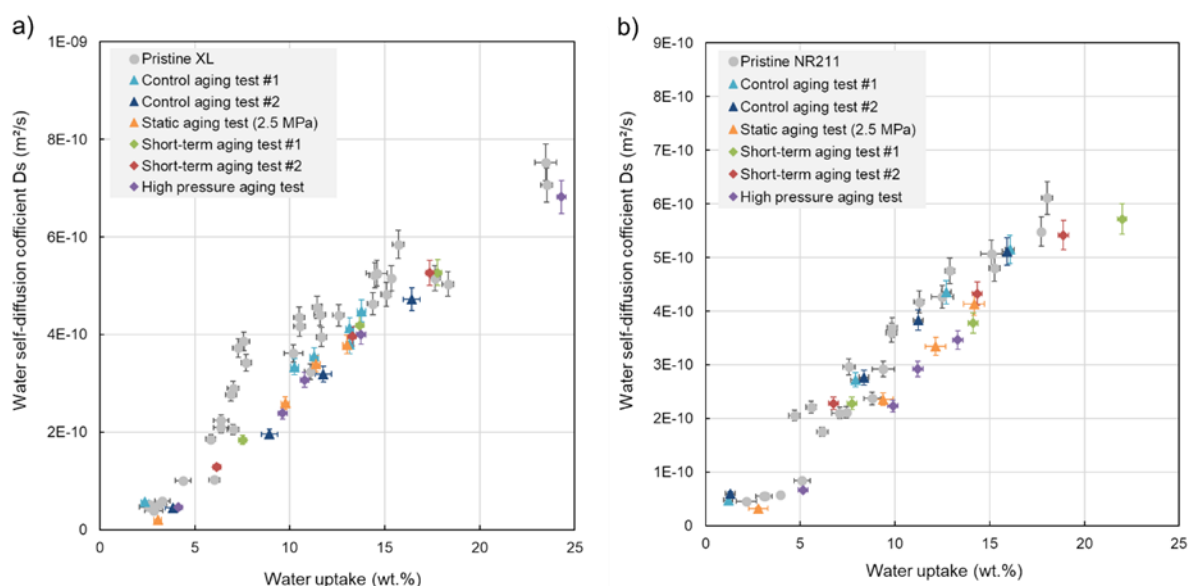 a)
1E-09
8E-10
6E-10
4E-10
2E-10
0
Water self-diffusion cofficient Ds (m²/s)
Pristine XL
Control aging test #1
Control aging test #2
Static aging test (2.5 MPa)
Short-term aging test #1
Short-term aging test #2
High pressure aging test
0 5 10 15 20 25
Water uptake (wt.%)
b)
9E-10
8E-10
7E-10
6E-10
5E-10
4E-10
3E-10
2E-10
1E-10
0
Water self-diffusion cofficient Ds (m²/s)
Pristine NR211
Control aging test #1
Control aging test #2
Static aging test (2.5 MPa)
Short-term aging test #1
Short-term aging test #2
High pressure aging test
0 5 10 15 20 25
Water uptake (wt.%)